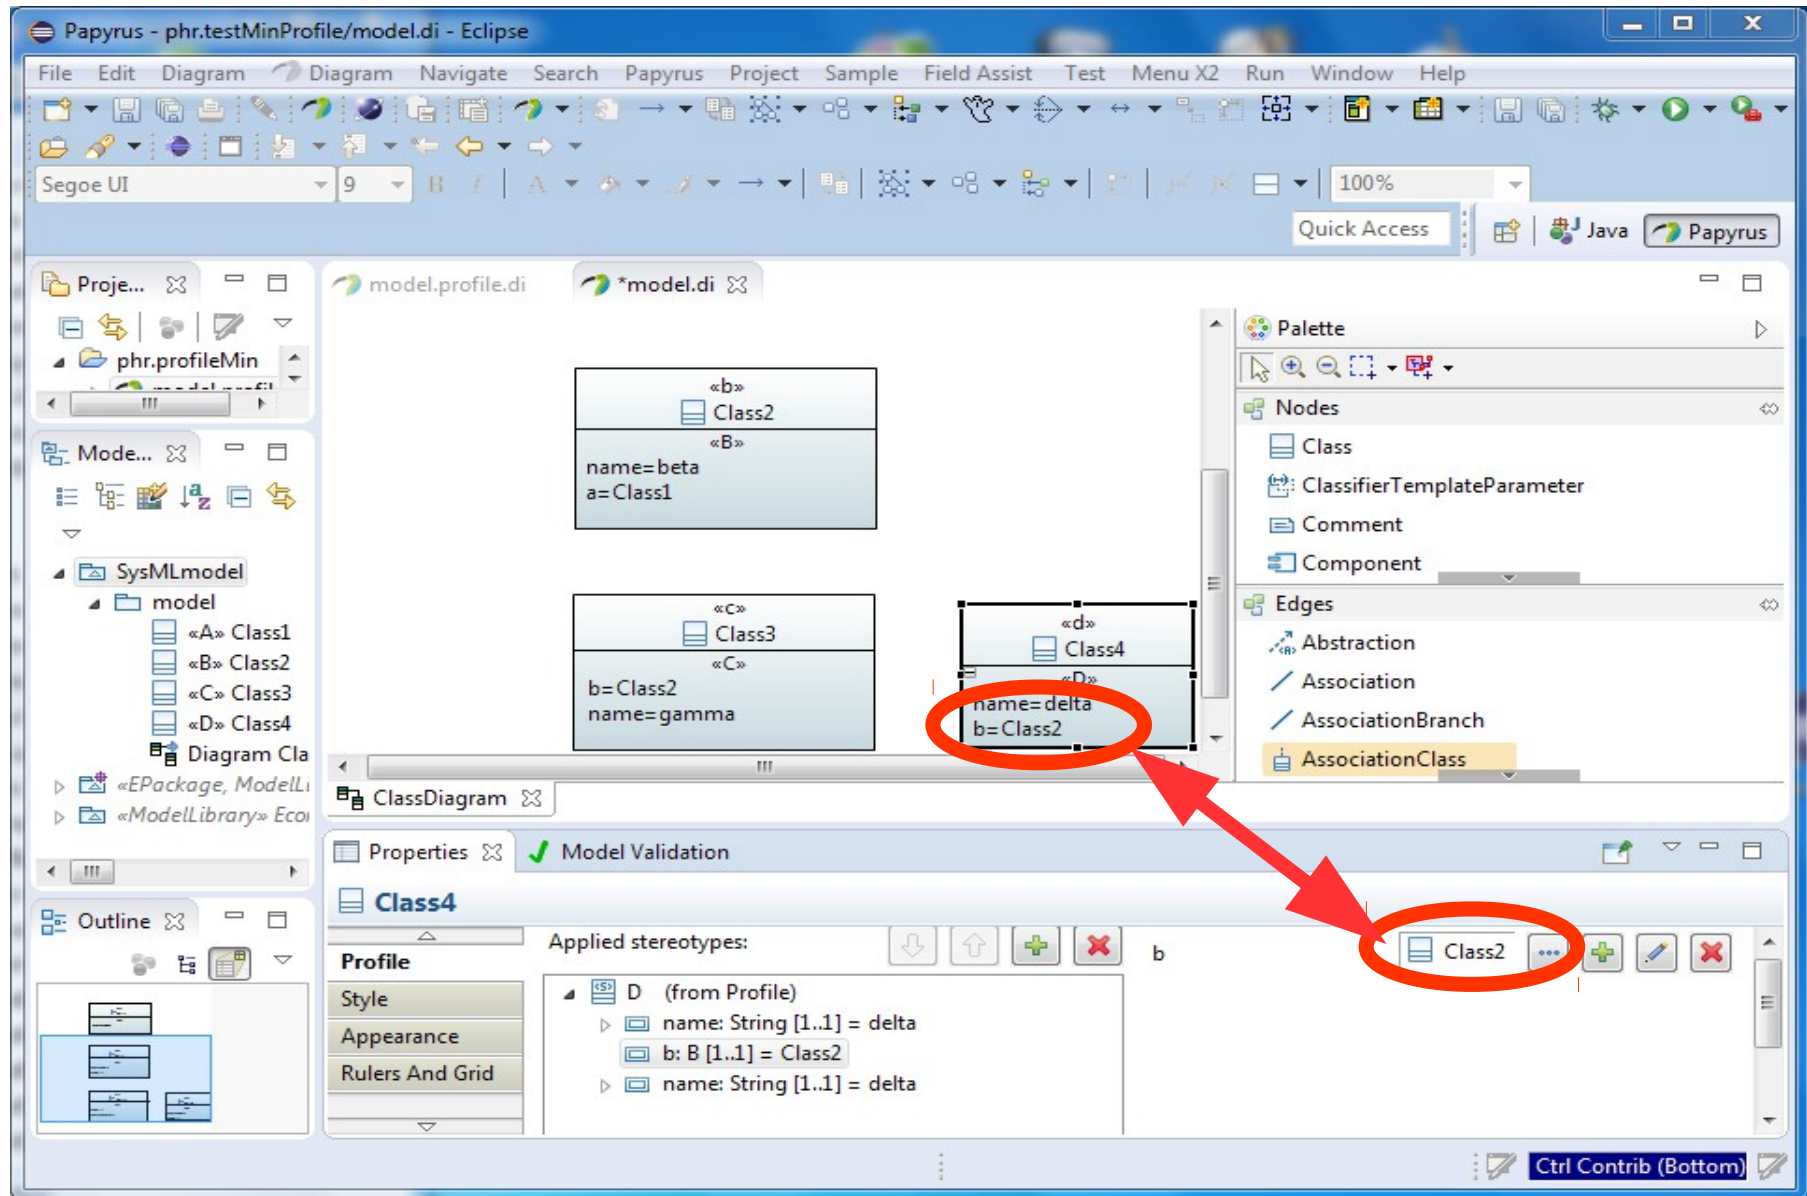 Papyrus - phr.testMinProfile/model.di - Eclipse
File Edit Diagram Diagram Navigate Search Papyrus Project Sample Field Assist Test Menu X2 Run Window Help
Segoe UI 9 B I A 100%
Quick Access Java Papyrus
Proje... model.profile.di *model.di
phr.profileMin
Palette
«b»
Class2
«B»
name=beta
a=Class1
Nodes
Class
ClassifierTemplateParameter
Comment
Component
Mode...
SysMLmodel
model
«A» Class1
«B» Class2
«C» Class3
«D» Class4
Diagram Cla
«EPackage, ModelLi
«ModelLibrary» Eco
«c»
Class3
«C»
b=Class2
name=gamma
«d»
Class4
«D»
name=delta
b=Class2
Edges
Abstraction
Association
AssociationBranch
AssociationClass
ClassDiagram
Properties Model Validation
Class4
Outline
Profile
Style
Appearance
Rulers And Grid
Applied stereotypes:
D (from Profile)
name: String [1..1] = delta
b: B [1..1] = Class2
name: String [1..1] = delta
b Class2
Ctrl Contrib (Bottom)